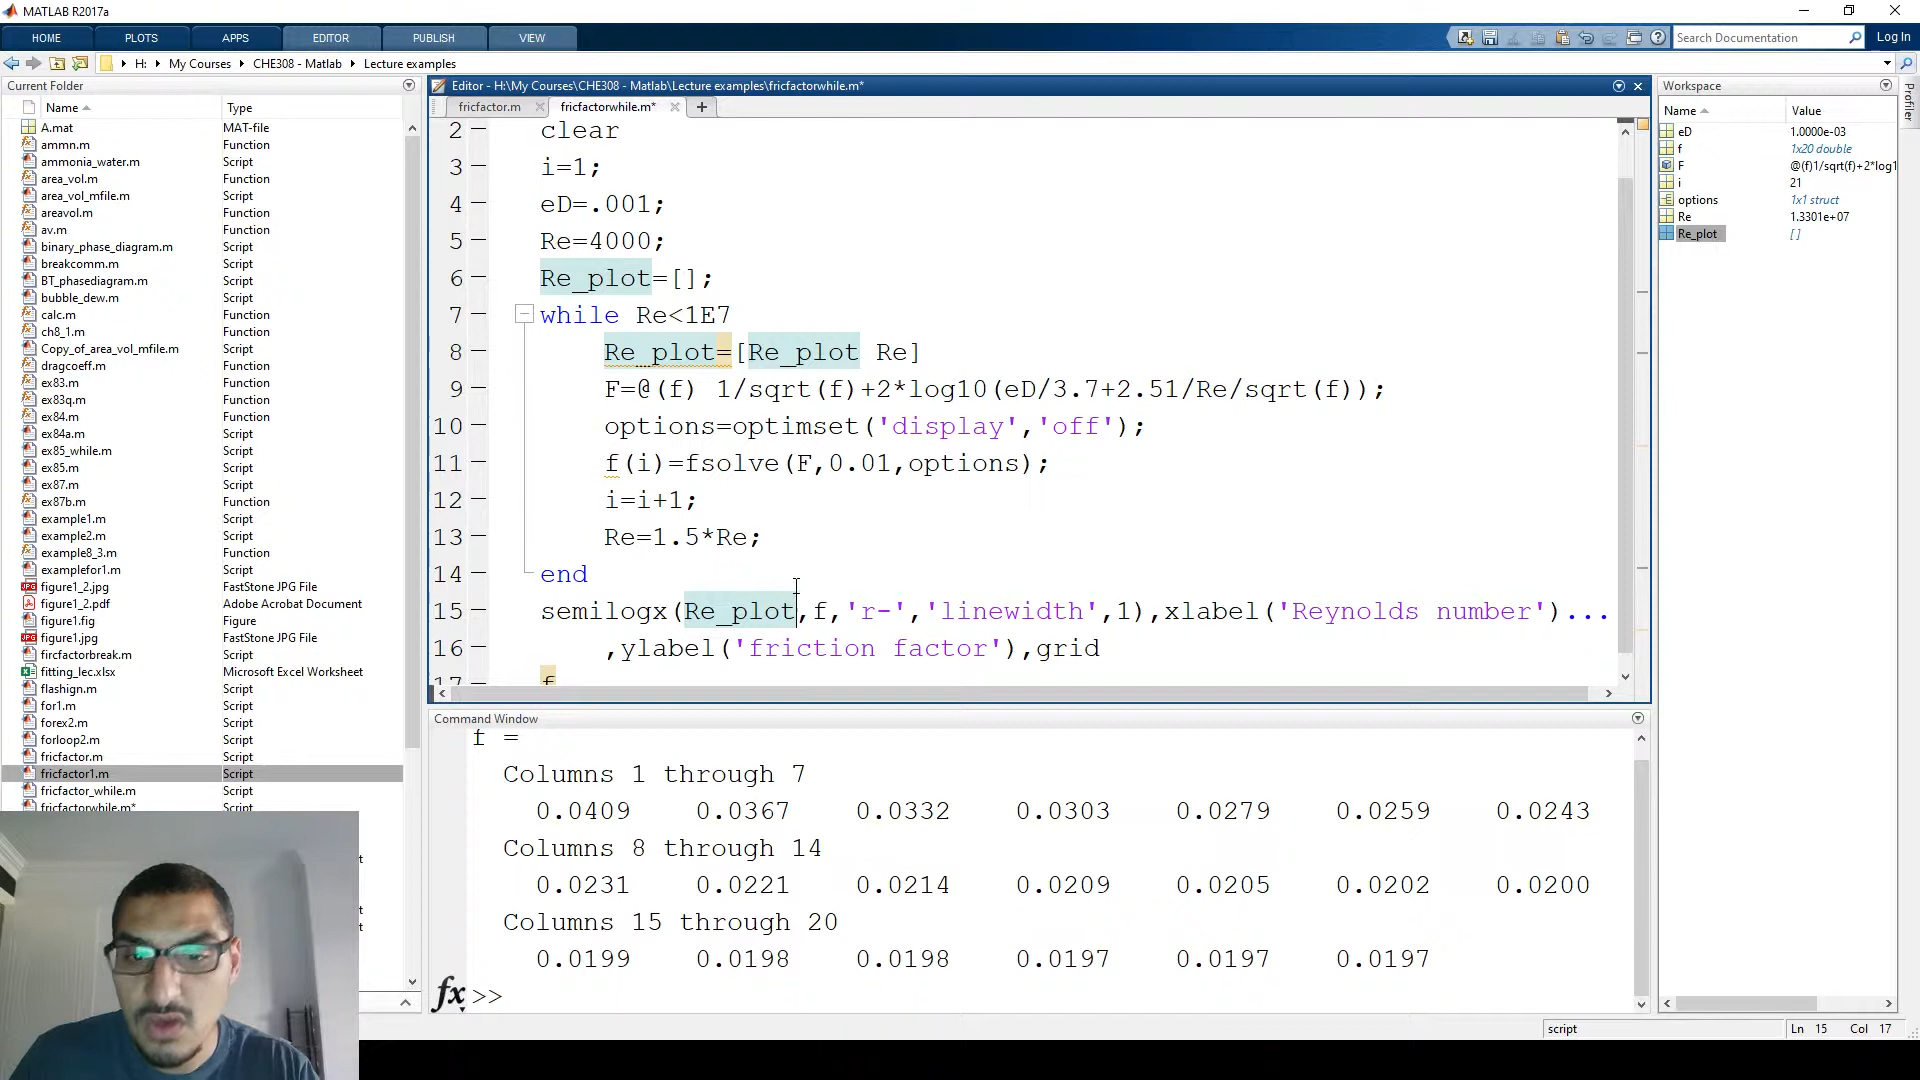 MATLAB R2017a
HOME PLOTS APPS EDITOR PUBLISH VIEW
Search Documentation
Log In
H: My Courses CHE308 - Matlab Lecture examples
Current Folder
Name Type
A.mat MAT-file
ammn.m Function
ammonia_water.m Script
area_vol.m Function
area_vol_mfile.m Script
areavol.m Function
av.m Function
binary_phase_diagram.m Script
breakcomm.m Script
BT_phasediagram.m Script
bubble_dew.m Script
calc.m Function
ch8_1.m Script
Copy_of_area_vol_mfile.m Script
dragcoeff.m Function
ex83.m Function
ex83q.m Function
ex84.m Function
ex84a.m Script
ex85_while.m Script
ex85.m Script
ex87.m Script
ex87b.m Function
example1.m Script
example2.m Script
example8_3.m Function
examplefor1.m Script
figure1_2.jpg FastStone JPG File
figure1_2.pdf Adobe Acrobat Document
figure1.fig Figure
figure1.jpg FastStone JPG File
fircfactorbreak.m Script
fitting_lec.xlsx Microsoft Excel Worksheet
flashign.m Script
for1.m Script
forex2.m Script
forloop2.m Script
fricfactor.m Script
fricfactor1.m Script
fricfactor_while.m Script
fricfactorwhile.m* Script
Editor - H:\My Courses\CHE308 - Matlab\Lecture examples\fricfactorwhile.m*
fricfactor.m fricfactorwhile.m*
2 clear
3 i=1;
4 eD=.001;
5 Re=4000;
6 Re_plot=[];
7 while Re<1E7
8 Re_plot=[Re_plot Re]
9 F=@(f) 1/sqrt(f)+2*log10(eD/3.7+2.51/Re/sqrt(f));
10 options=optimset('display','off');
11 f(i)=fsolve(F,0.01,options);
12 i=i+1;
13 Re=1.5*Re;
14 end
15 semilogx(Re_plot,f,'r-','linewidth',1),xlabel('Reynolds number')...
16 ,ylabel('friction factor'),grid
17 f
Command Window
f =
Columns 1 through 7
0.0409 0.0367 0.0332 0.0303 0.0279 0.0259 0.0243
Columns 8 through 14
0.0231 0.0221 0.0214 0.0209 0.0205 0.0202 0.0200
Columns 15 through 20
0.0199 0.0198 0.0198 0.0197 0.0197 0.0197
fx >>
Workspace
Name Value
eD 1.0000e-03
f 1x20 double
F @(f)1/sqrt(f)+2*log1
i 21
options 1x1 struct
Re 1.3301e+07
Re_plot []
Profiler
script
Ln 15 Col 17